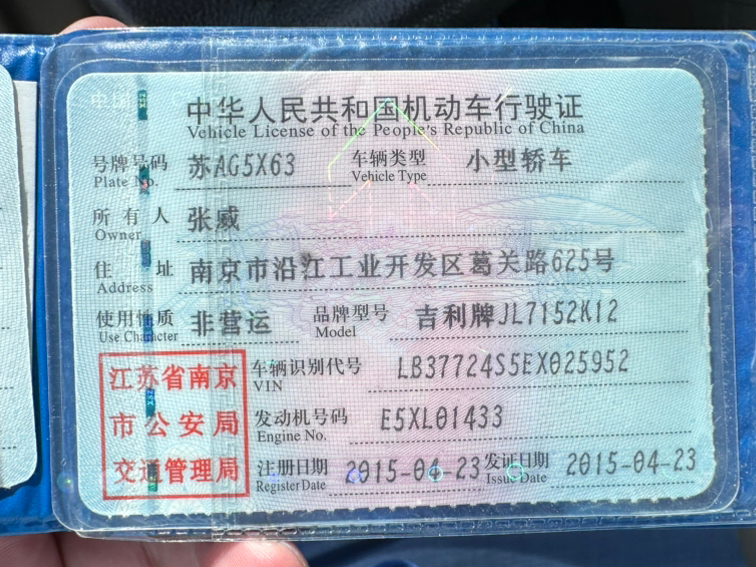 中华人民共和国机动车行驶证
Vehicle License of the People's Republic of China
号牌号码 苏AG5X63 车辆类型 小型轿车
Plate No. Vehicle Type
所有人 张威
Owner
住址 南京市沿江工业开发区葛关路625号
Address
使用性质 非营运 品牌型号 吉利牌JL7152K12
Use Character Model
江苏省南京
市公安局
交通管理局
车辆识别代号 LB37724S5EX025952
VIN
发动机号码 E5XL01433
Engine No.
注册日期 2015-04-23 发证日期 2015-04-23
Register Date Issue Date